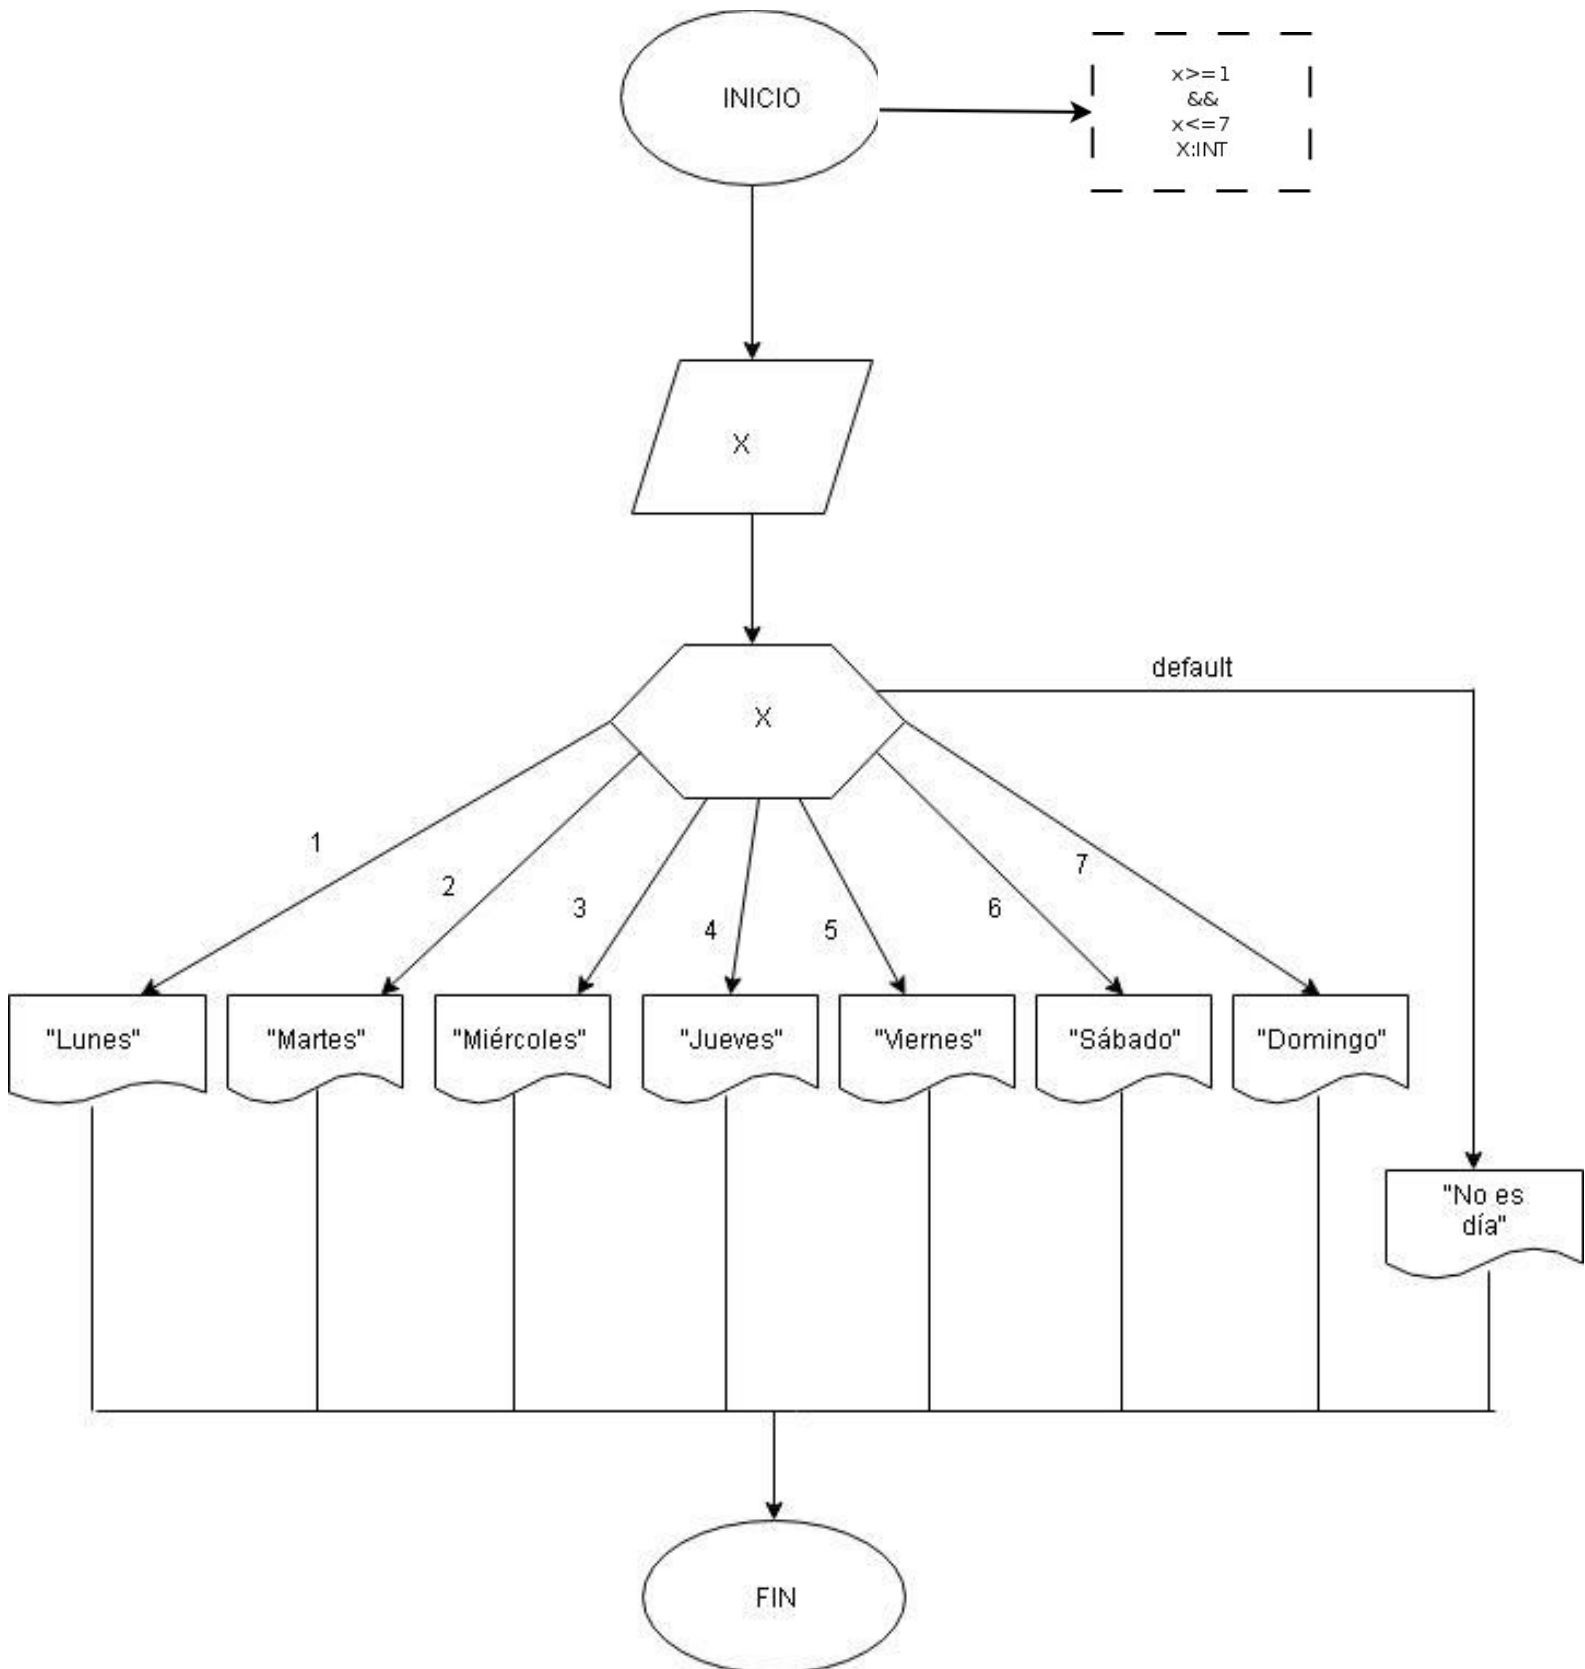 INICIO
x>=1
&&
x<=7
X:INT
X
X
default
1
2
3
4
5
6
7
"Lunes"
"Martes"
"Miércoles"
"Jueves"
"Viernes"
"Sábado"
"Domingo"
"No es
día"
FIN